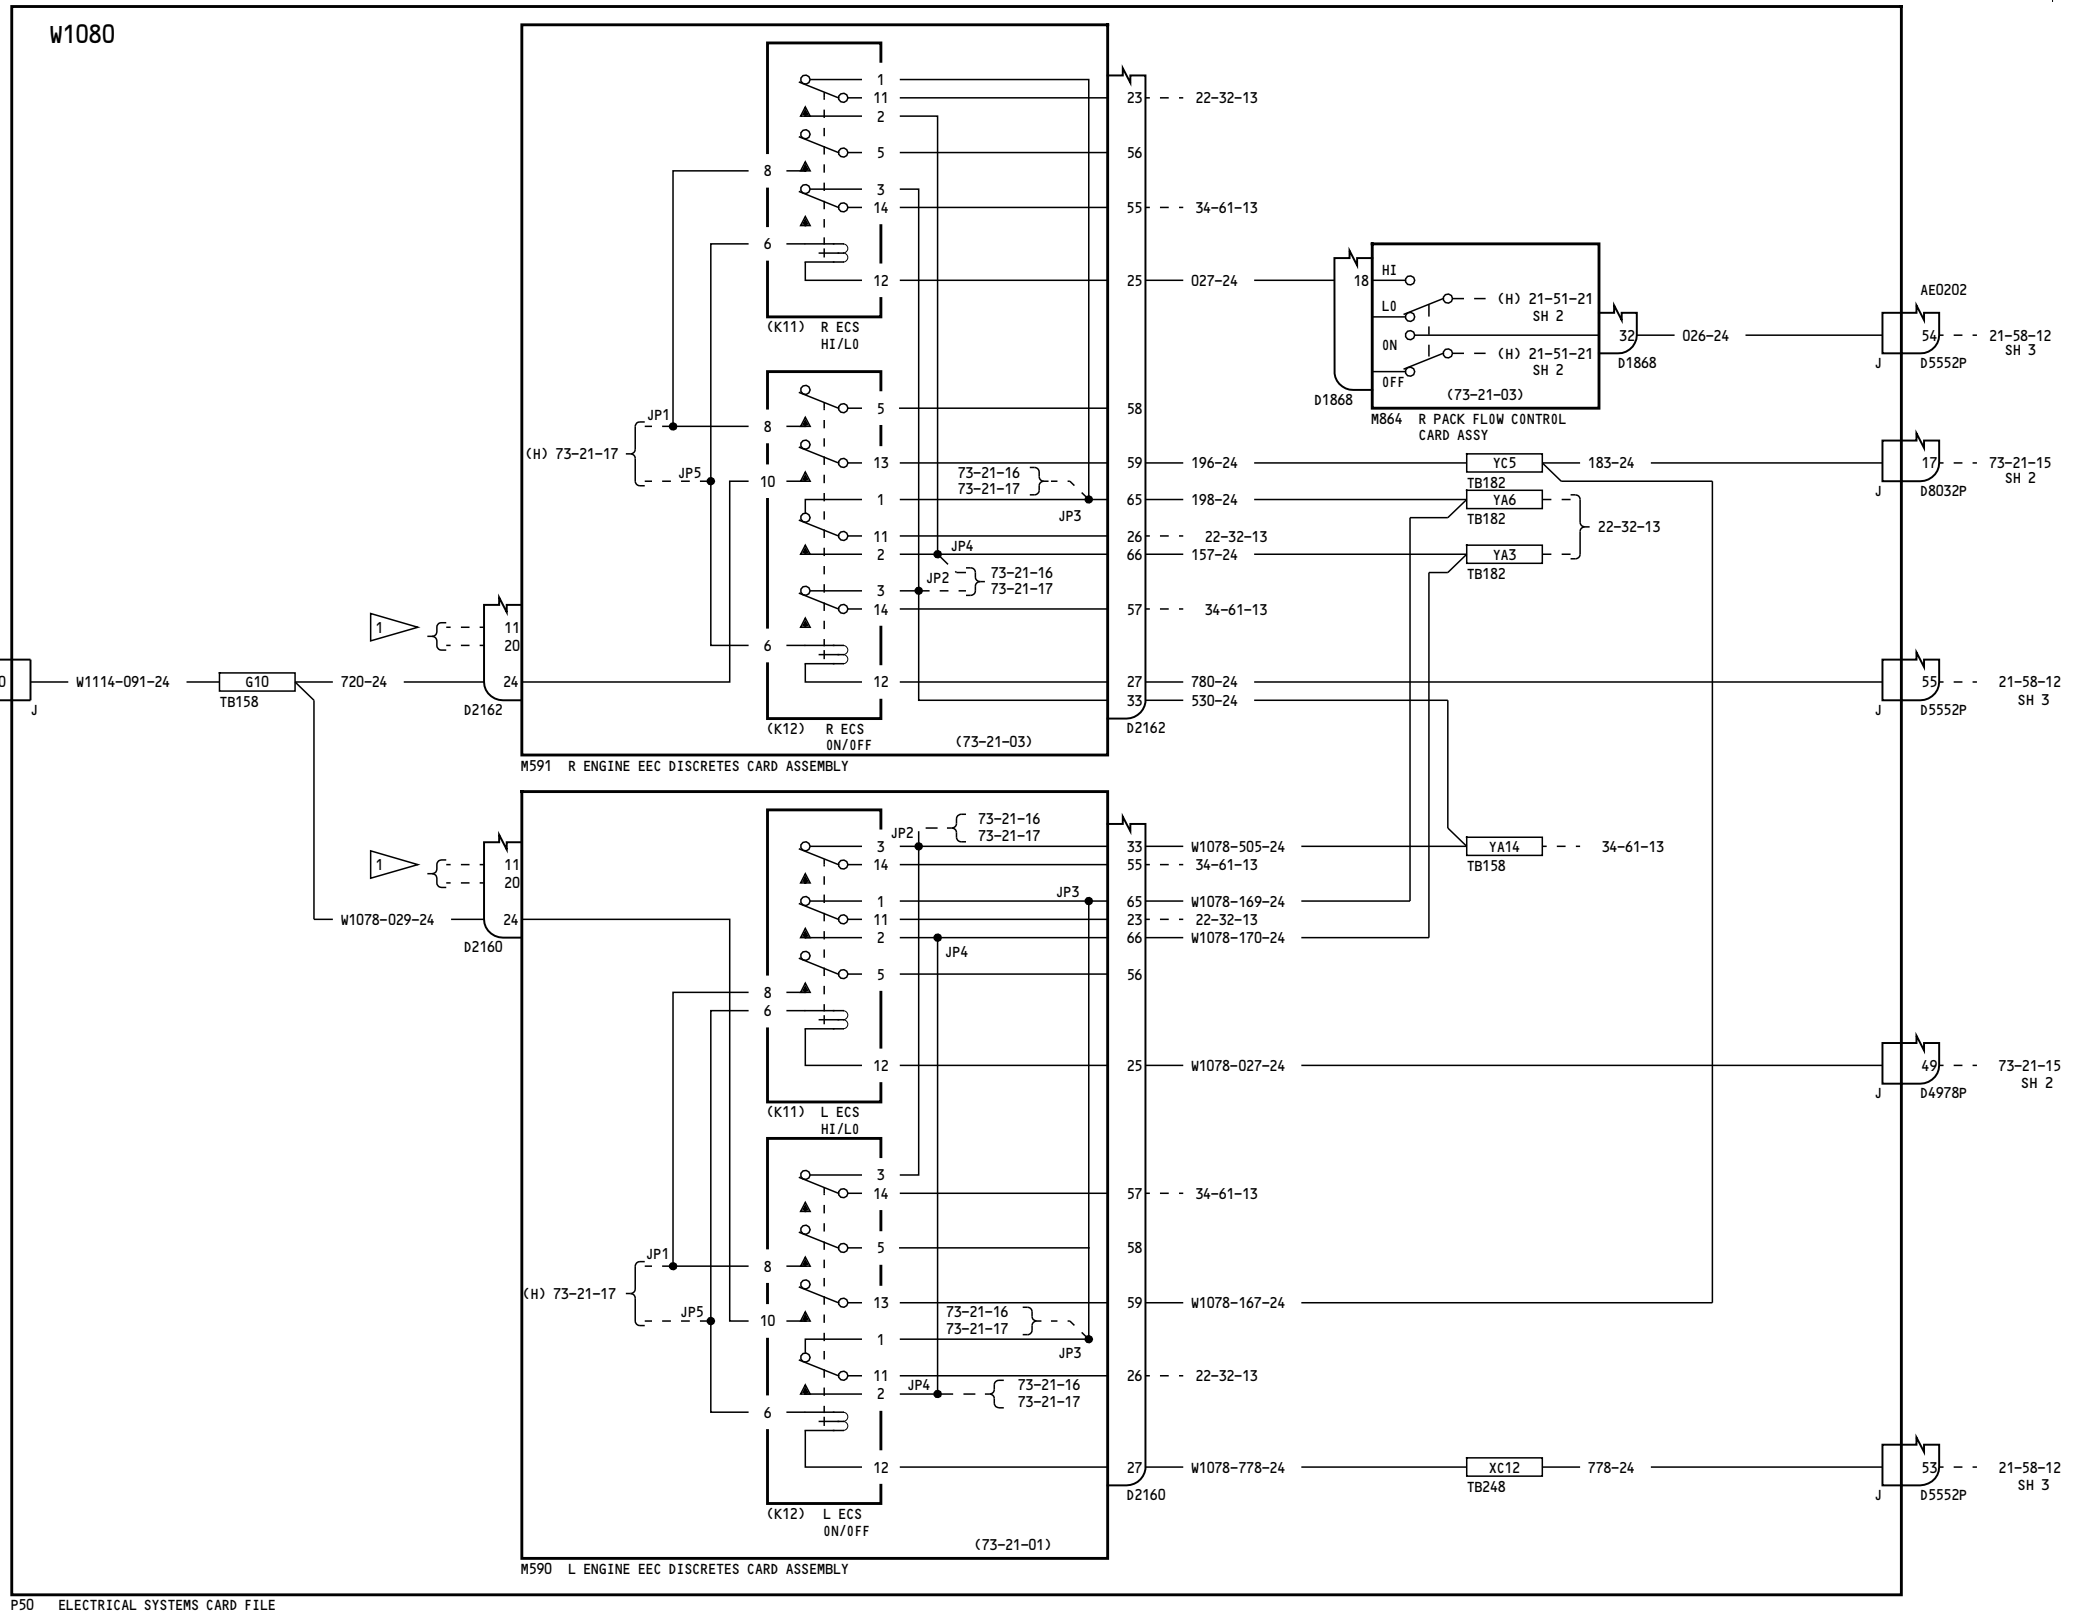 W1080
1
11
2
5
8
3
14
6
12
(K11) R ECS
HI/LO
23
22-32-13
56
55
34-61-13
25
027-24
18
HI
LO
ON
OFF
(H) 21-51-21
SH 2
(H) 21-51-21
SH 2
(73-21-03)
D1868
32
D1868
M864 R PACK FLOW CONTROL
CARD ASSY
026-24
AE0202
54
J
D5552P
21-58-12
SH 3
(H) 73-21-17
JP1
JP5
5
8
13
10
1
11
2
3
14
6
12
(K12) R ECS
ON/OFF
(73-21-03)
73-21-16
73-21-17
JP3
JP4
JP2
73-21-16
73-21-17
58
59
196-24
YC5
TB182
183-24
17
J
D8032P
73-21-15
SH 2
65
198-24
YA6
TB182
22-32-13
26
22-32-13
66
157-24
YA3
TB182
57
34-61-13
27
780-24
55
J
D5552P
21-58-12
SH 3
33
530-24
D2162
M591 R ENGINE EEC DISCRETES CARD ASSEMBLY
1
11
20
24
D2162
J
W1114-091-24
G10
TB158
720-24
1
11
20
24
D2160
W1078-029-24
3
14
1
11
2
5
8
6
12
(K11) L ECS
HI/LO
JP2
73-21-16
73-21-17
JP3
JP4
33
W1078-505-24
YA14
TB158
34-61-13
55
34-61-13
65
W1078-169-24
23
22-32-13
66
W1078-170-24
56
25
W1078-027-24
49
J
D4978P
73-21-15
SH 2
(H) 73-21-17
JP1
JP5
3
14
5
8
13
10
1
11
2
6
12
(K12) L ECS
ON/OFF
(73-21-01)
73-21-16
73-21-17
JP3
JP4
73-21-16
73-21-17
57
34-61-13
58
59
W1078-167-24
26
22-32-13
27
W1078-778-24
XC12
TB248
778-24
53
J
D5552P
21-58-12
SH 3
D2160
M590 L ENGINE EEC DISCRETES CARD ASSEMBLY
P50 ELECTRICAL SYSTEMS CARD FILE